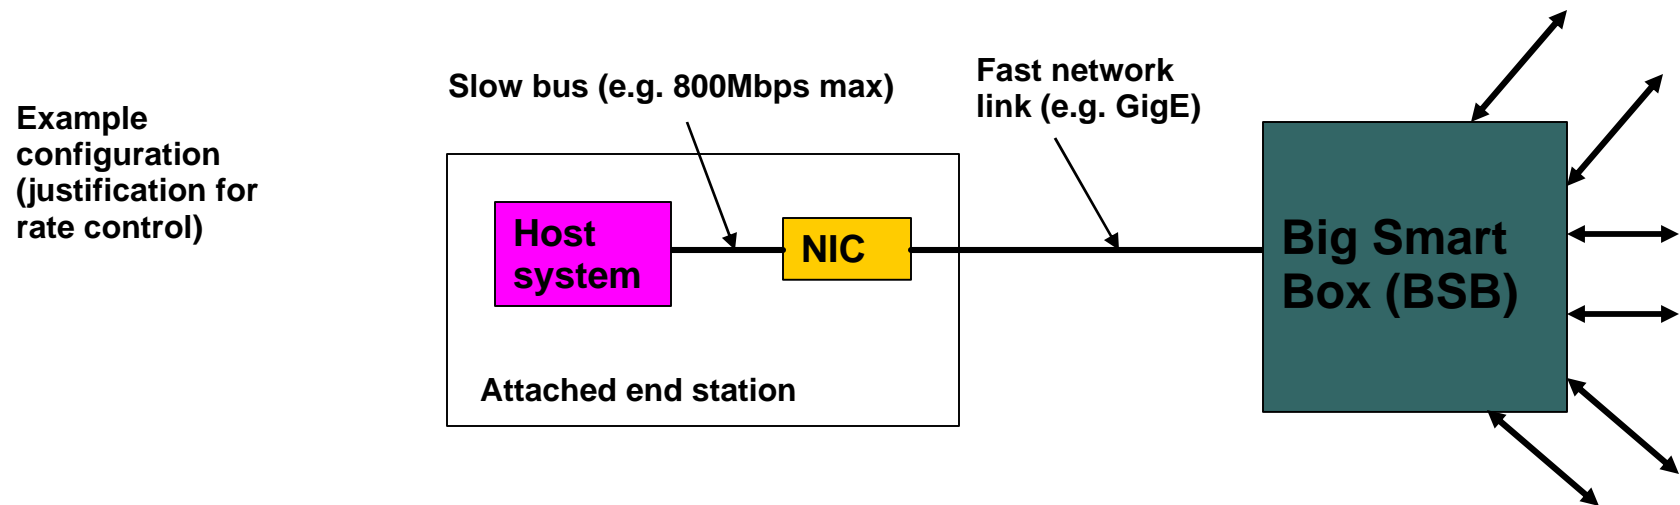 Example
configuration
(justification for
rate control)
Slow bus (e.g. 800Mbps max)
Fast network
link (e.g. GigE)
Host
system
NIC
Attached end station
Big Smart
Box (BSB)